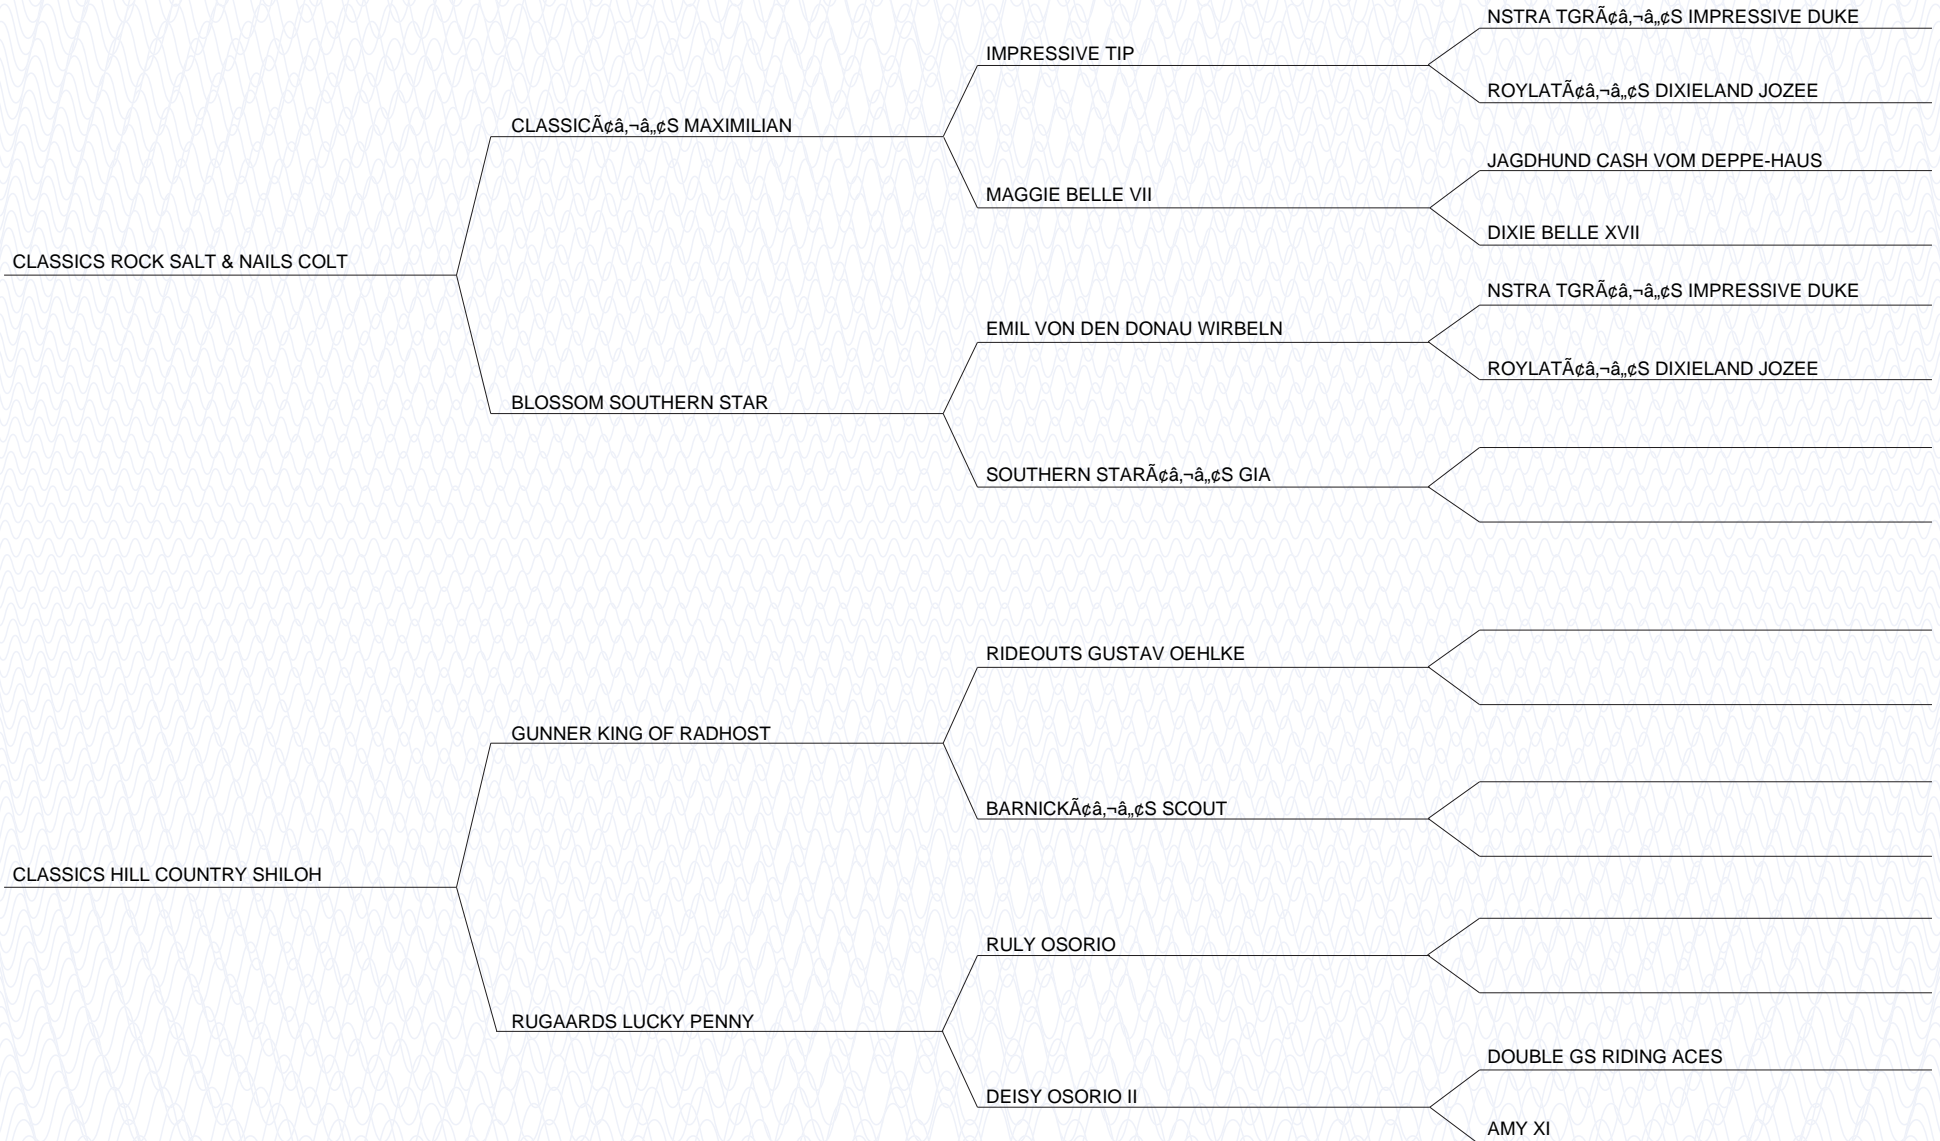 NSTRA TGRÃ¢â‚¬â„¢S IMPRESSIVE DUKE
IMPRESSIVE TIP
ROYLATÃ¢â‚¬â„¢S DIXIELAND JOZEE
CLASSICÃ¢â‚¬â„¢S MAXIMILIAN
JAGDHUND CASH VOM DEPPE-HAUS
MAGGIE BELLE VII
DIXIE BELLE XVII
CLASSICS ROCK SALT & NAILS COLT
NSTRA TGRÃ¢â‚¬â„¢S IMPRESSIVE DUKE
EMIL VON DEN DONAU WIRBELN
ROYLATÃ¢â‚¬â„¢S DIXIELAND JOZEE
BLOSSOM SOUTHERN STAR
SOUTHERN STARÃ¢â‚¬â„¢S GIA
RIDEOUTS GUSTAV OEHLKE
GUNNER KING OF RADHOST
BARNICKÃ¢â‚¬â„¢S SCOUT
CLASSICS HILL COUNTRY SHILOH
RULY OSORIO
RUGAARDS LUCKY PENNY
DOUBLE GS RIDING ACES
DEISY OSORIO II
AMY XI